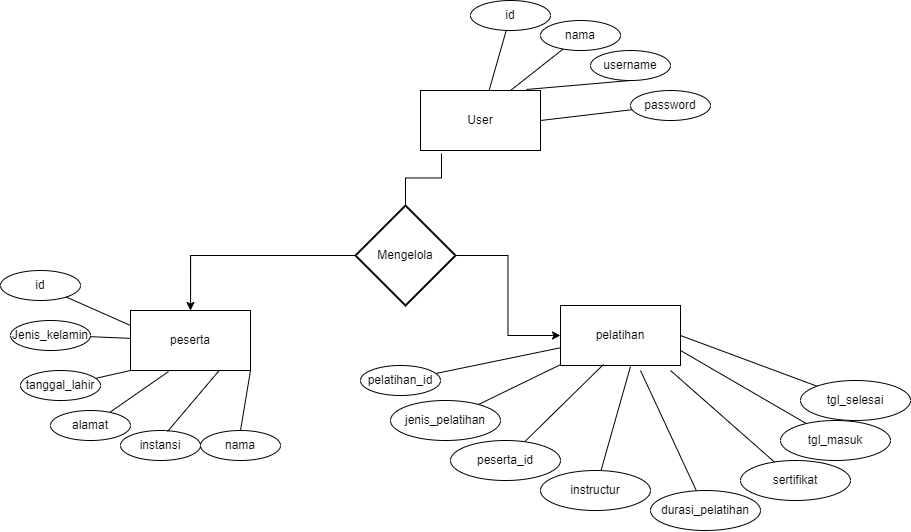 id
nama
username
password
User
Mengelola
id
Jenis_kelamin
tanggal_lahir
alamat
instansi
nama
peserta
pelatihan
pelatihan_id
jenis_pelatihan
peserta_id
instructur
durasi_pelatihan
sertifikat
tgl_masuk
tgl_selesai